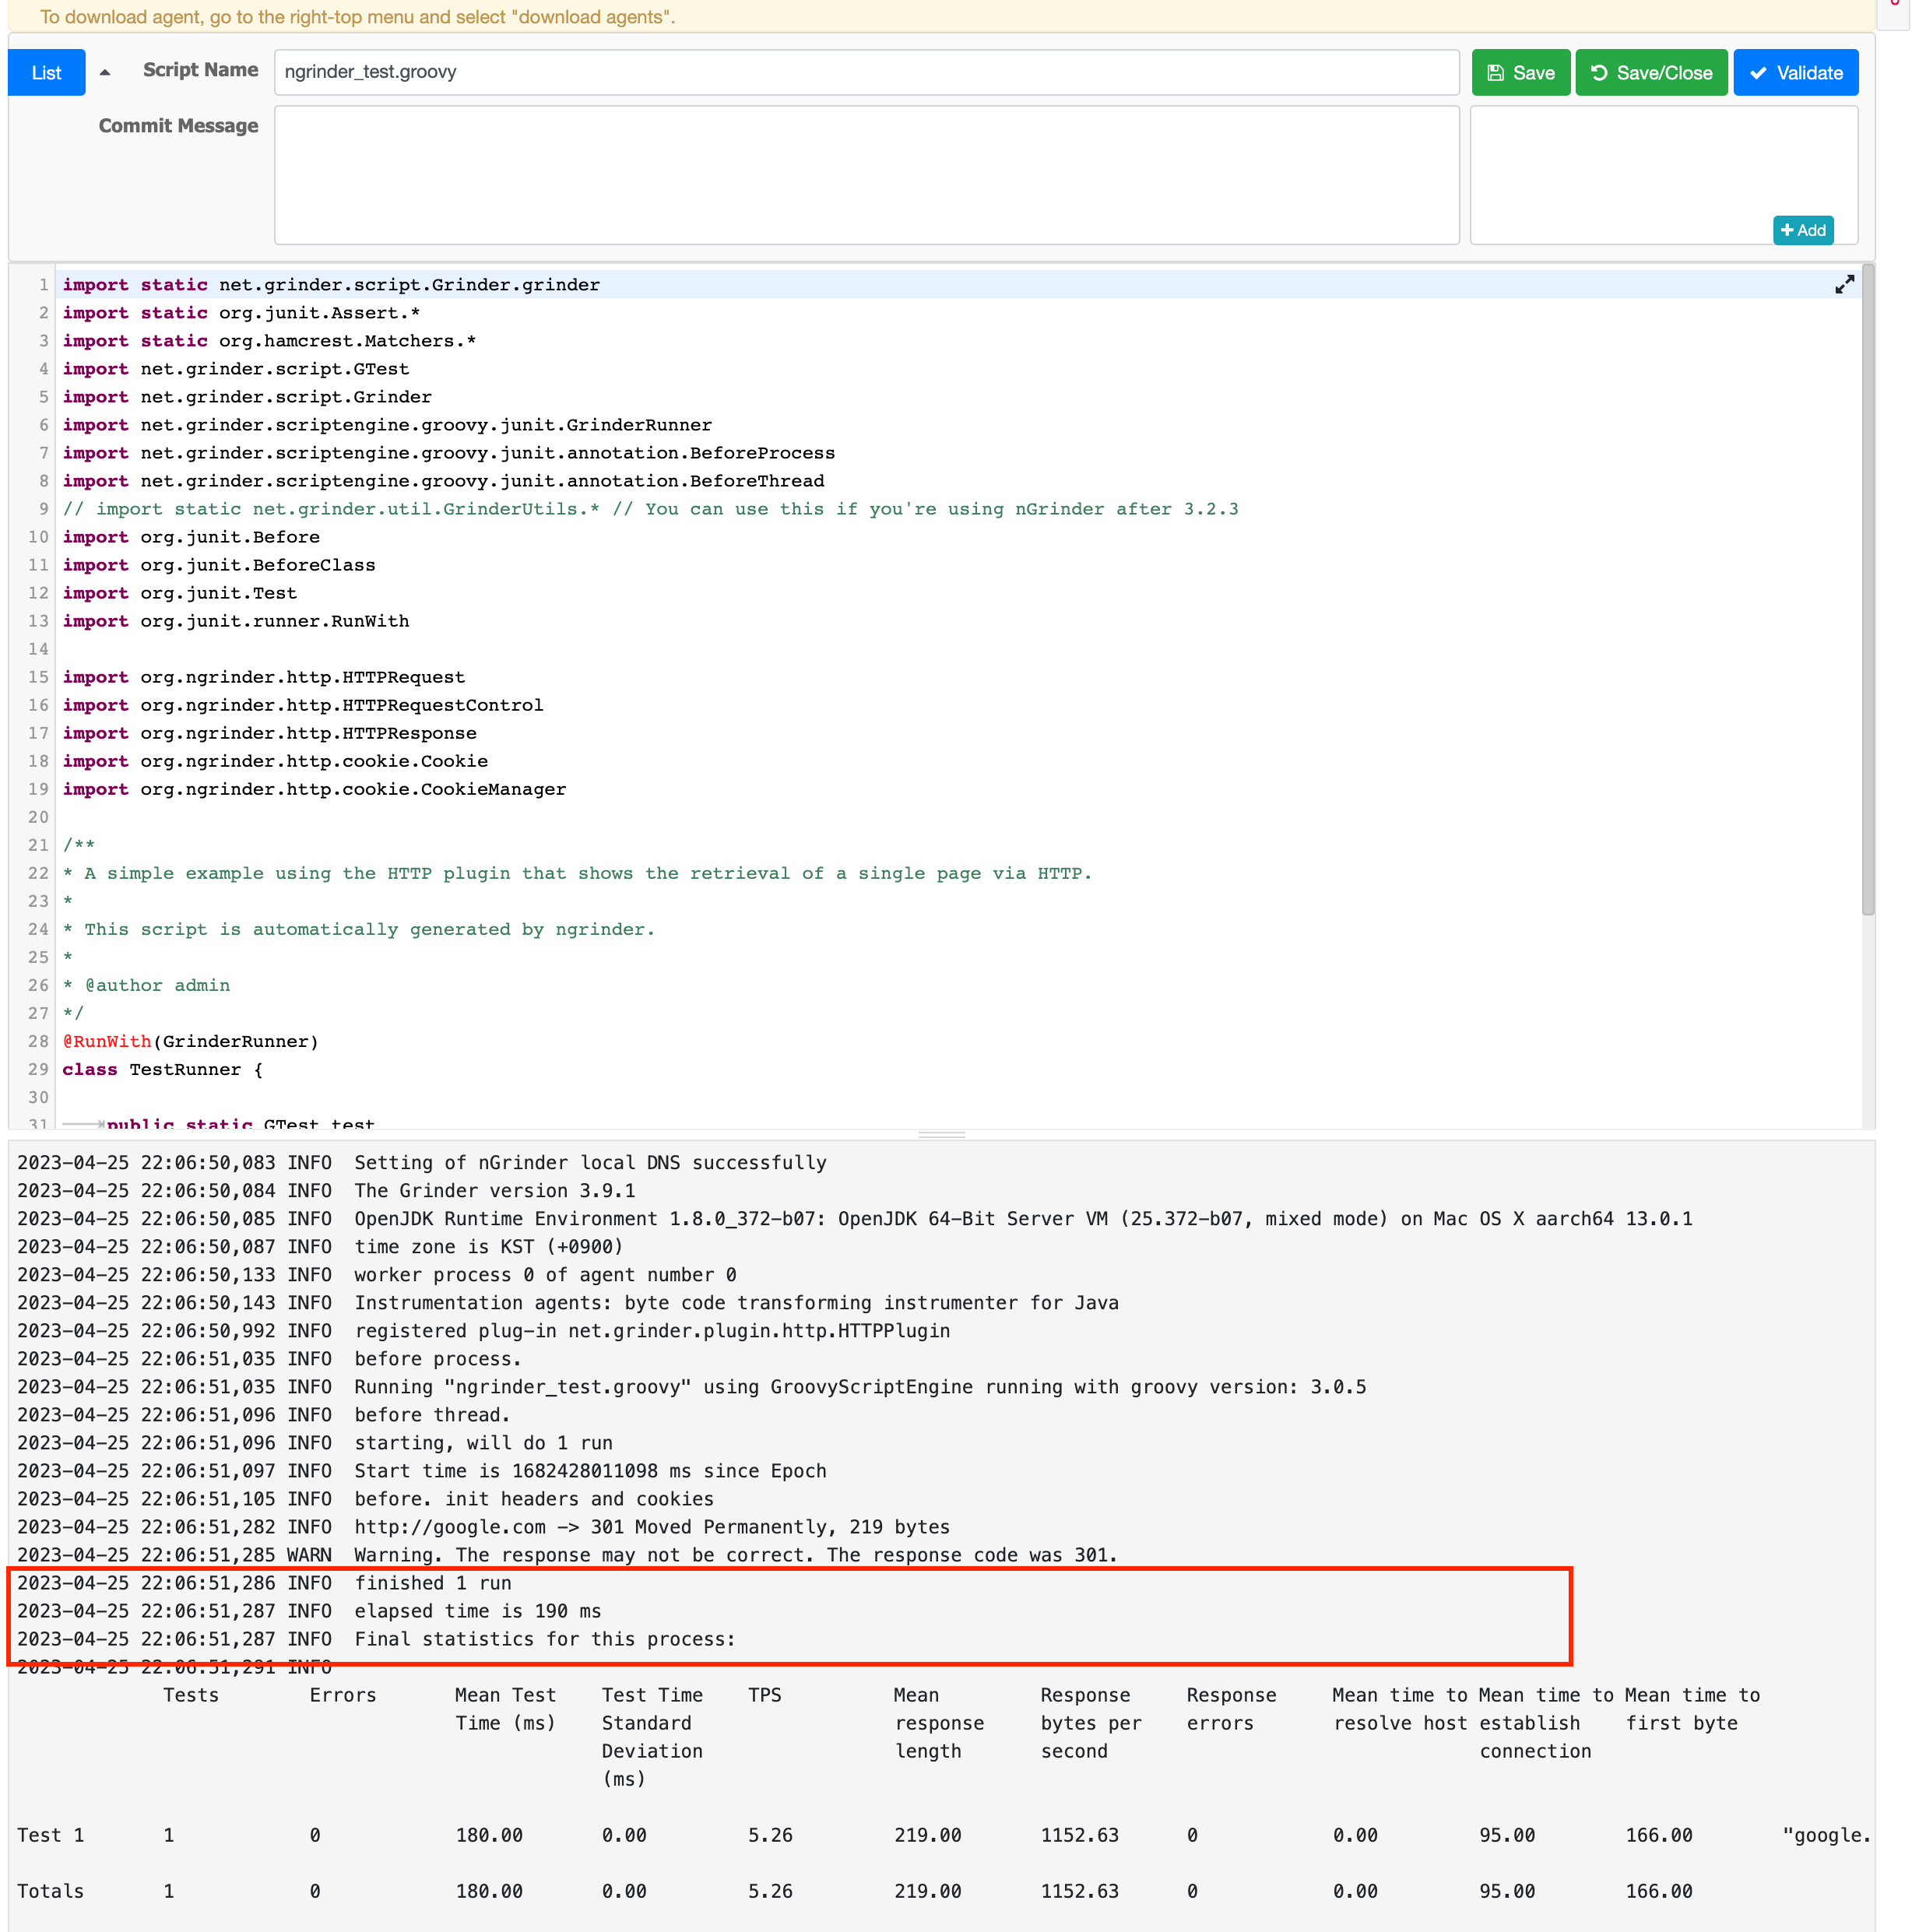 To download agent, go to the right-top menu and select "download agents".
List
Script Name
ngrinder_test.groovy
Save
Save/Close
Validate
Commit Message
Add
1 import static net.grinder.script.Grinder.grinder
2 import static org.junit.Assert.*
3 import static org.hamcrest.Matchers.*
4 import net.grinder.script.GTest
5 import net.grinder.script.Grinder
6 import net.grinder.scriptengine.groovy.junit.GrinderRunner
7 import net.grinder.scriptengine.groovy.junit.annotation.BeforeProcess
8 import net.grinder.scriptengine.groovy.junit.annotation.BeforeThread
9 // import static net.grinder.util.GrinderUtils.* // You can use this if you're using nGrinder after 3.2.3
10 import org.junit.Before
11 import org.junit.BeforeClass
12 import org.junit.Test
13 import org.junit.runner.RunWith
14
15 import org.ngrinder.http.HTTPRequest
16 import org.ngrinder.http.HTTPRequestControl
17 import org.ngrinder.http.HTTPResponse
18 import org.ngrinder.http.cookie.Cookie
19 import org.ngrinder.http.cookie.CookieManager
20
21 /**
22 * A simple example using the HTTP plugin that shows the retrieval of a single page via HTTP.
23 *
24 * This script is automatically generated by ngrinder.
25 *
26 * @author admin
27 */
28 @RunWith(GrinderRunner)
29 class TestRunner {
30
31 public static GTest test
2023-04-25 22:06:50,083 INFO Setting of nGrinder local DNS successfully
2023-04-25 22:06:50,084 INFO The Grinder version 3.9.1
2023-04-25 22:06:50,085 INFO OpenJDK Runtime Environment 1.8.0_372-b07: OpenJDK 64-Bit Server VM (25.372-b07, mixed mode) on Mac OS X aarch64 13.0.1
2023-04-25 22:06:50,087 INFO time zone is KST (+0900)
2023-04-25 22:06:50,133 INFO worker process 0 of agent number 0
2023-04-25 22:06:50,143 INFO Instrumentation agents: byte code transforming instrumenter for Java
2023-04-25 22:06:50,992 INFO registered plug-in net.grinder.plugin.http.HTTPPlugin
2023-04-25 22:06:51,035 INFO before process.
2023-04-25 22:06:51,035 INFO Running "ngrinder_test.groovy" using GroovyScriptEngine running with groovy version: 3.0.5
2023-04-25 22:06:51,096 INFO before thread.
2023-04-25 22:06:51,096 INFO starting, will do 1 run
2023-04-25 22:06:51,097 INFO Start time is 1682428011098 ms since Epoch
2023-04-25 22:06:51,105 INFO before. init headers and cookies
2023-04-25 22:06:51,282 INFO http://google.com -> 301 Moved Permanently, 219 bytes
2023-04-25 22:06:51,285 WARN Warning. The response may not be correct. The response code was 301.
2023-04-25 22:06:51,286 INFO finished 1 run
2023-04-25 22:06:51,287 INFO elapsed time is 190 ms
2023-04-25 22:06:51,287 INFO Final statistics for this process:
2023-04-25 22:06:51,291 INFO
Tests Errors Mean Test Test Time TPS Mean Response Response Mean time to Mean time to Mean time to
Time (ms) Standard response bytes per errors resolve host establish first byte
Deviation length second connection
(ms)
Test 1 1 0 180.00 0.00 5.26 219.00 1152.63 0 0.00 95.00 166.00 "google.
Totals 1 0 180.00 0.00 5.26 219.00 1152.63 0 0.00 95.00 166.00